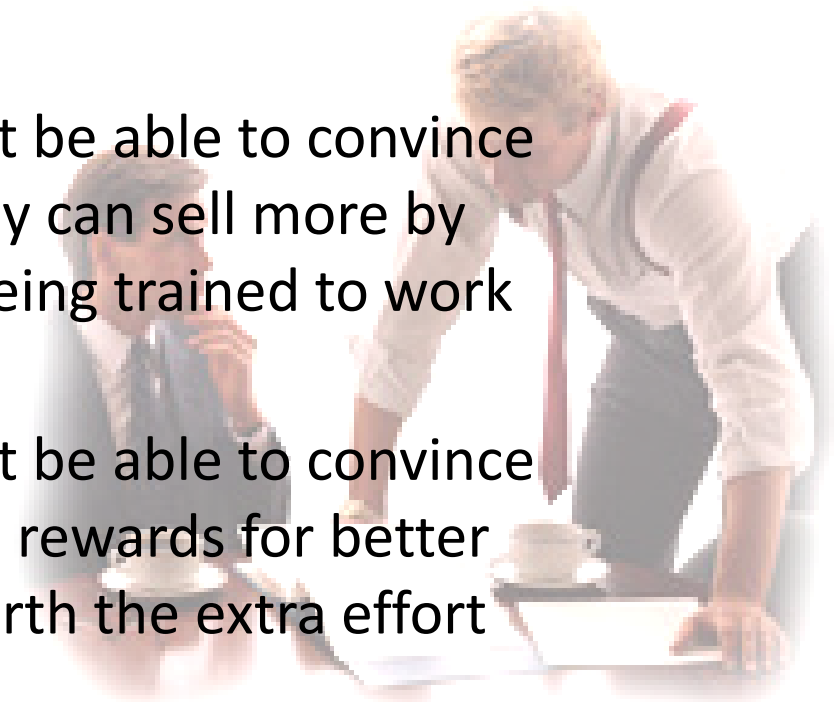 t be able to convince
y can sell more by
eing trained to work
t be able to convince
rewards for better
rth the extra effort